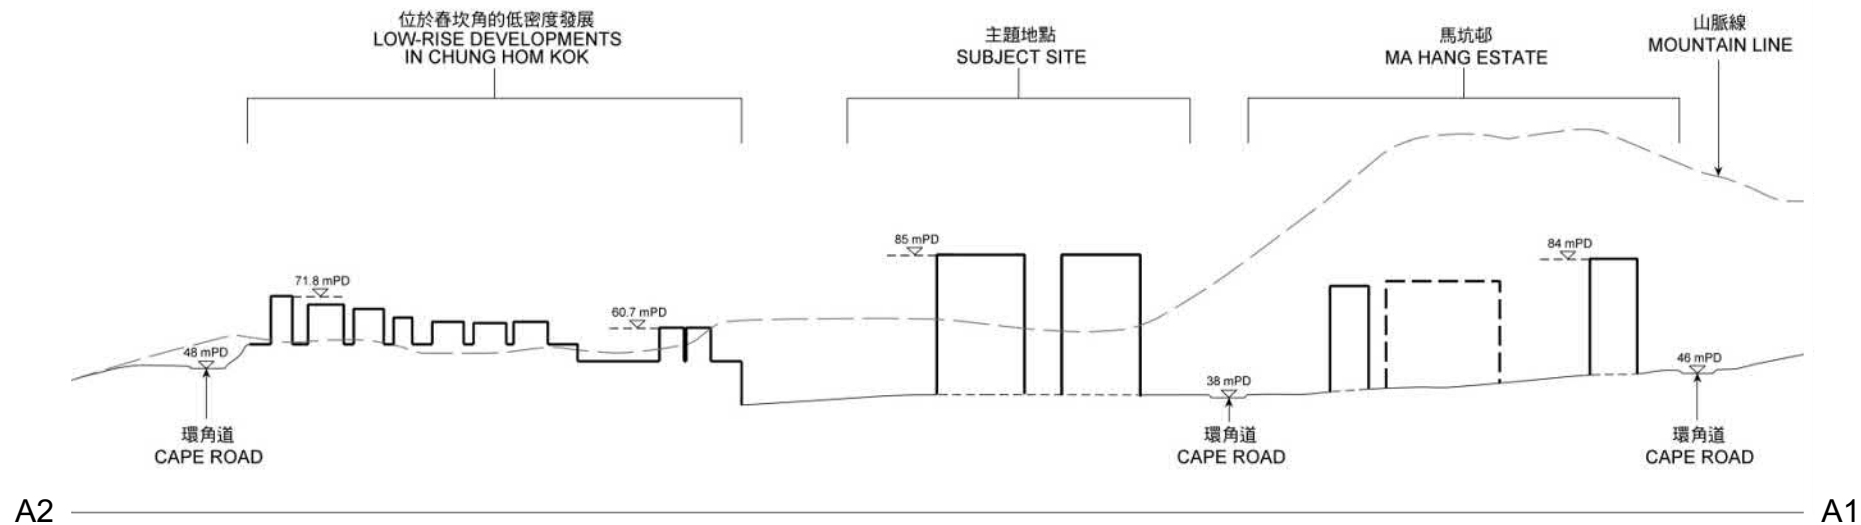 位於舂坎角的低密度發展
LOW-RISE DEVELOPMENTS
IN CHUNG HOM KOK
主題地點
SUBJECT SITE
馬坑邨
MA HANG ESTATE
山脈線
MOUNTAIN LINE
85 mPD
84 mPD
71.8 mPD
60.7 mPD
48 mPD
38 mPD
46 mPD
環角道
CAPE ROAD
環角道
CAPE ROAD
環角道
CAPE ROAD
A2
A1